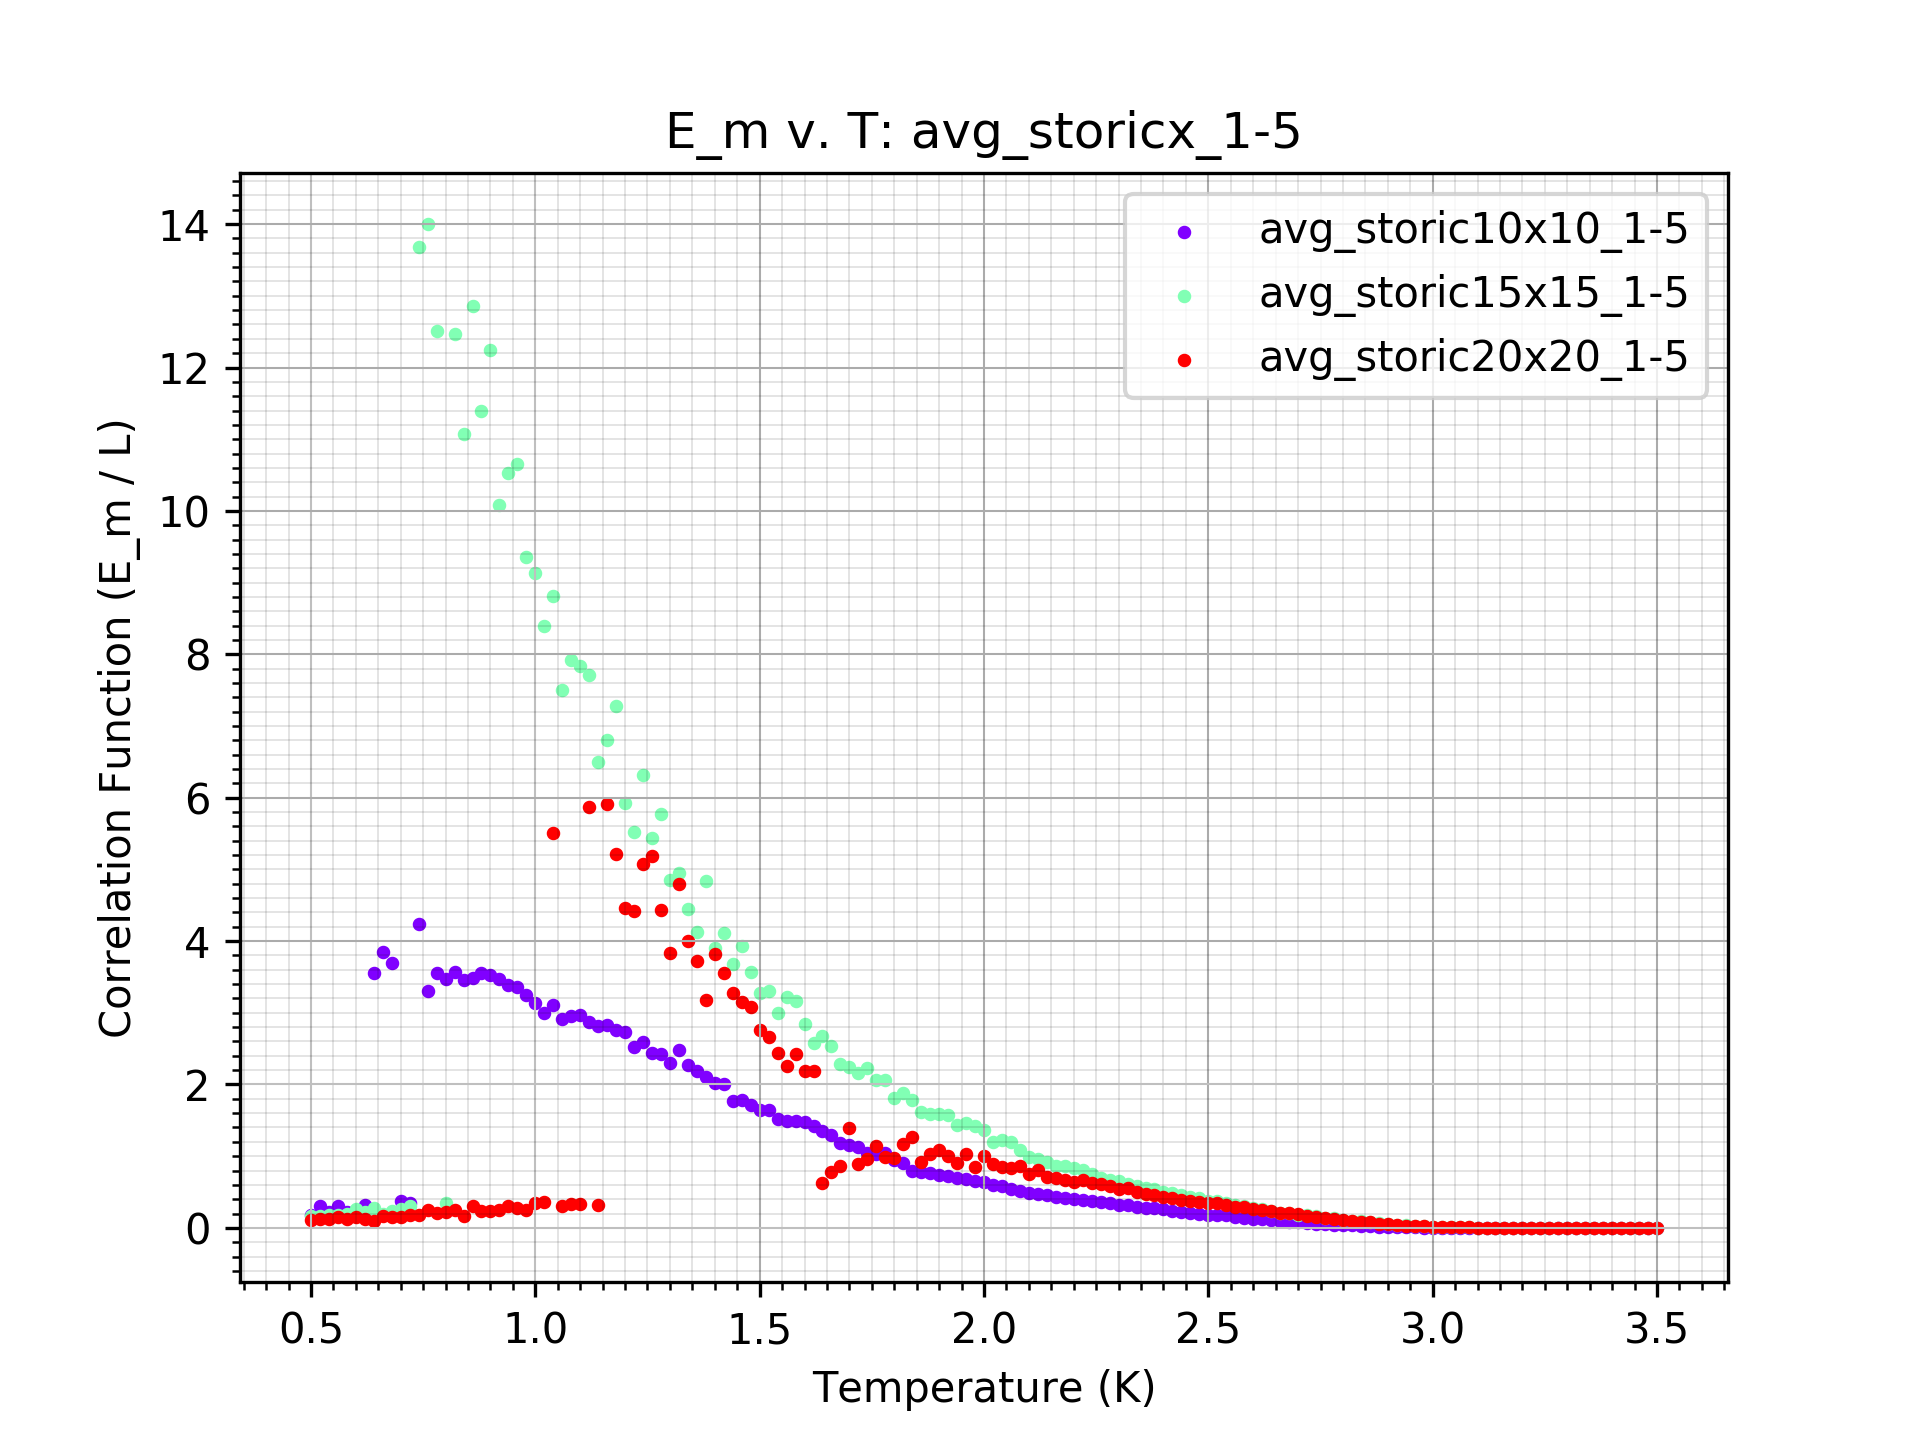 E_m v. T: avg_storicx_1-5
avg_storic10x10_1-5
avg_storic15x15_1-5
avg_storic20x20_1-5
Correlation Function (E_m / L)
14
12
10
8
6
4
2
0
0.5 1.0 1.5 2.0 2.5 3.0 3.5
Temperature (K)